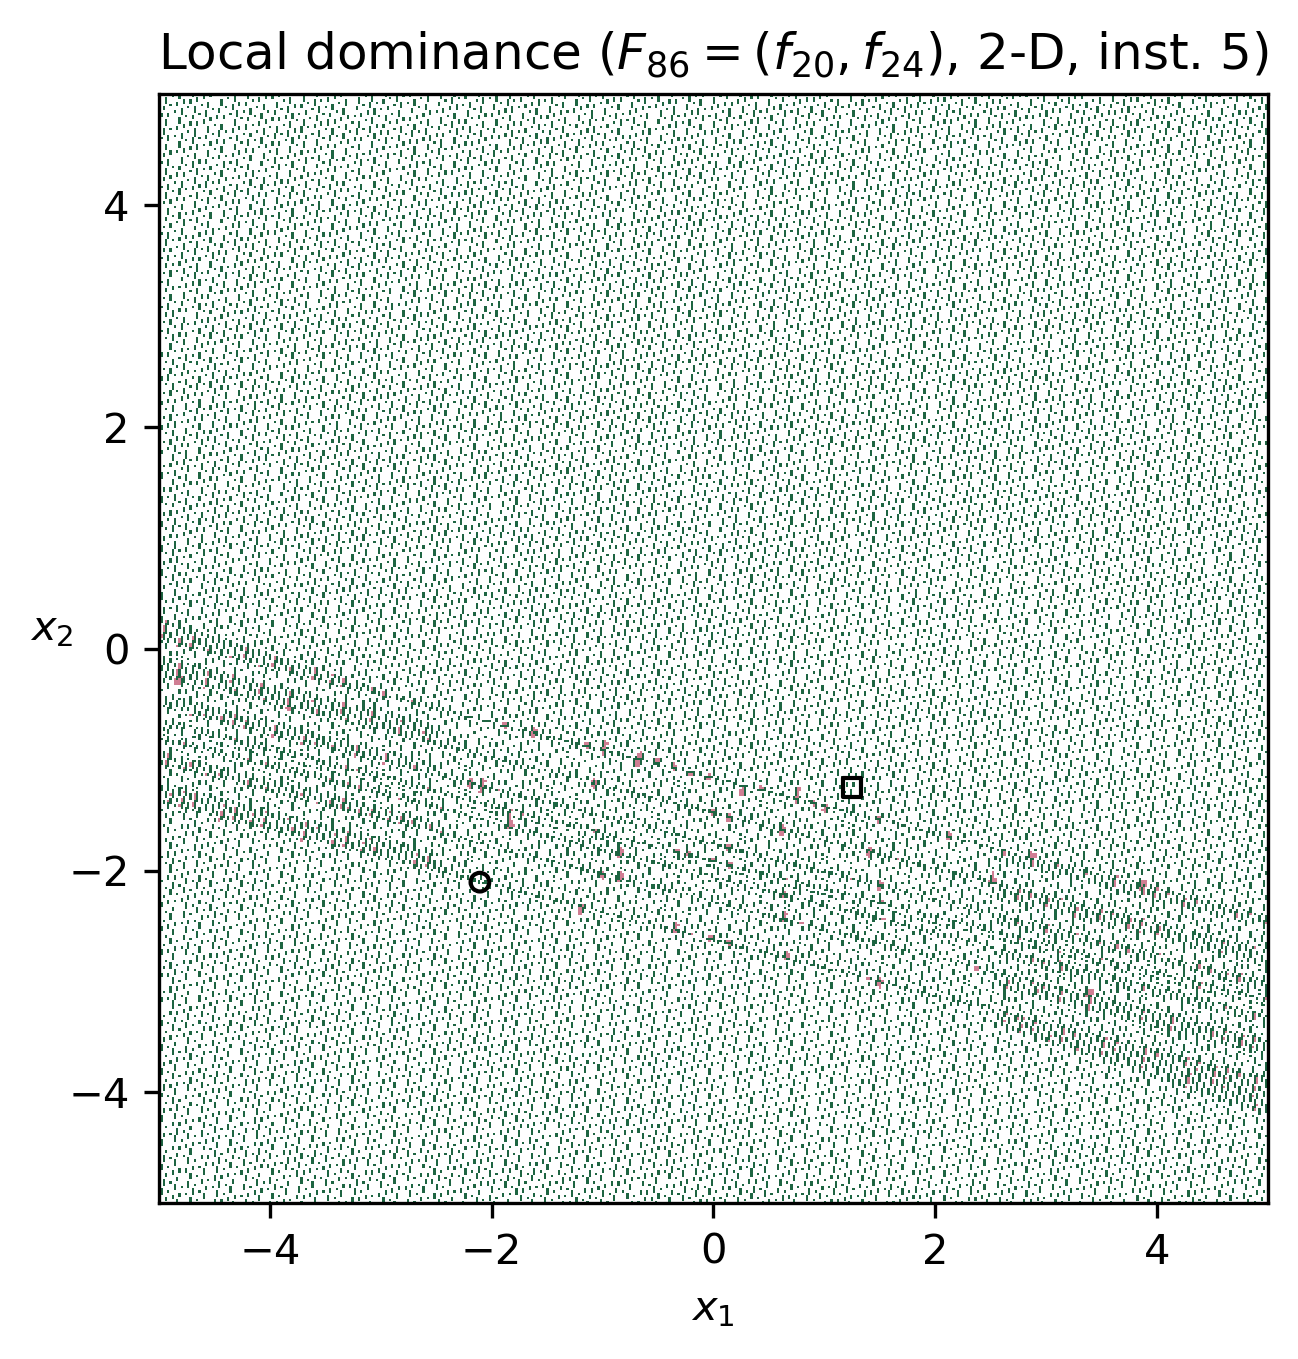 Local dominance (F₈₆ = (f₂₀, f₂₄), 2-D, inst. 5)
4
2
x₂ 0
−2
−4
−4 −2 0 2 4
x₁